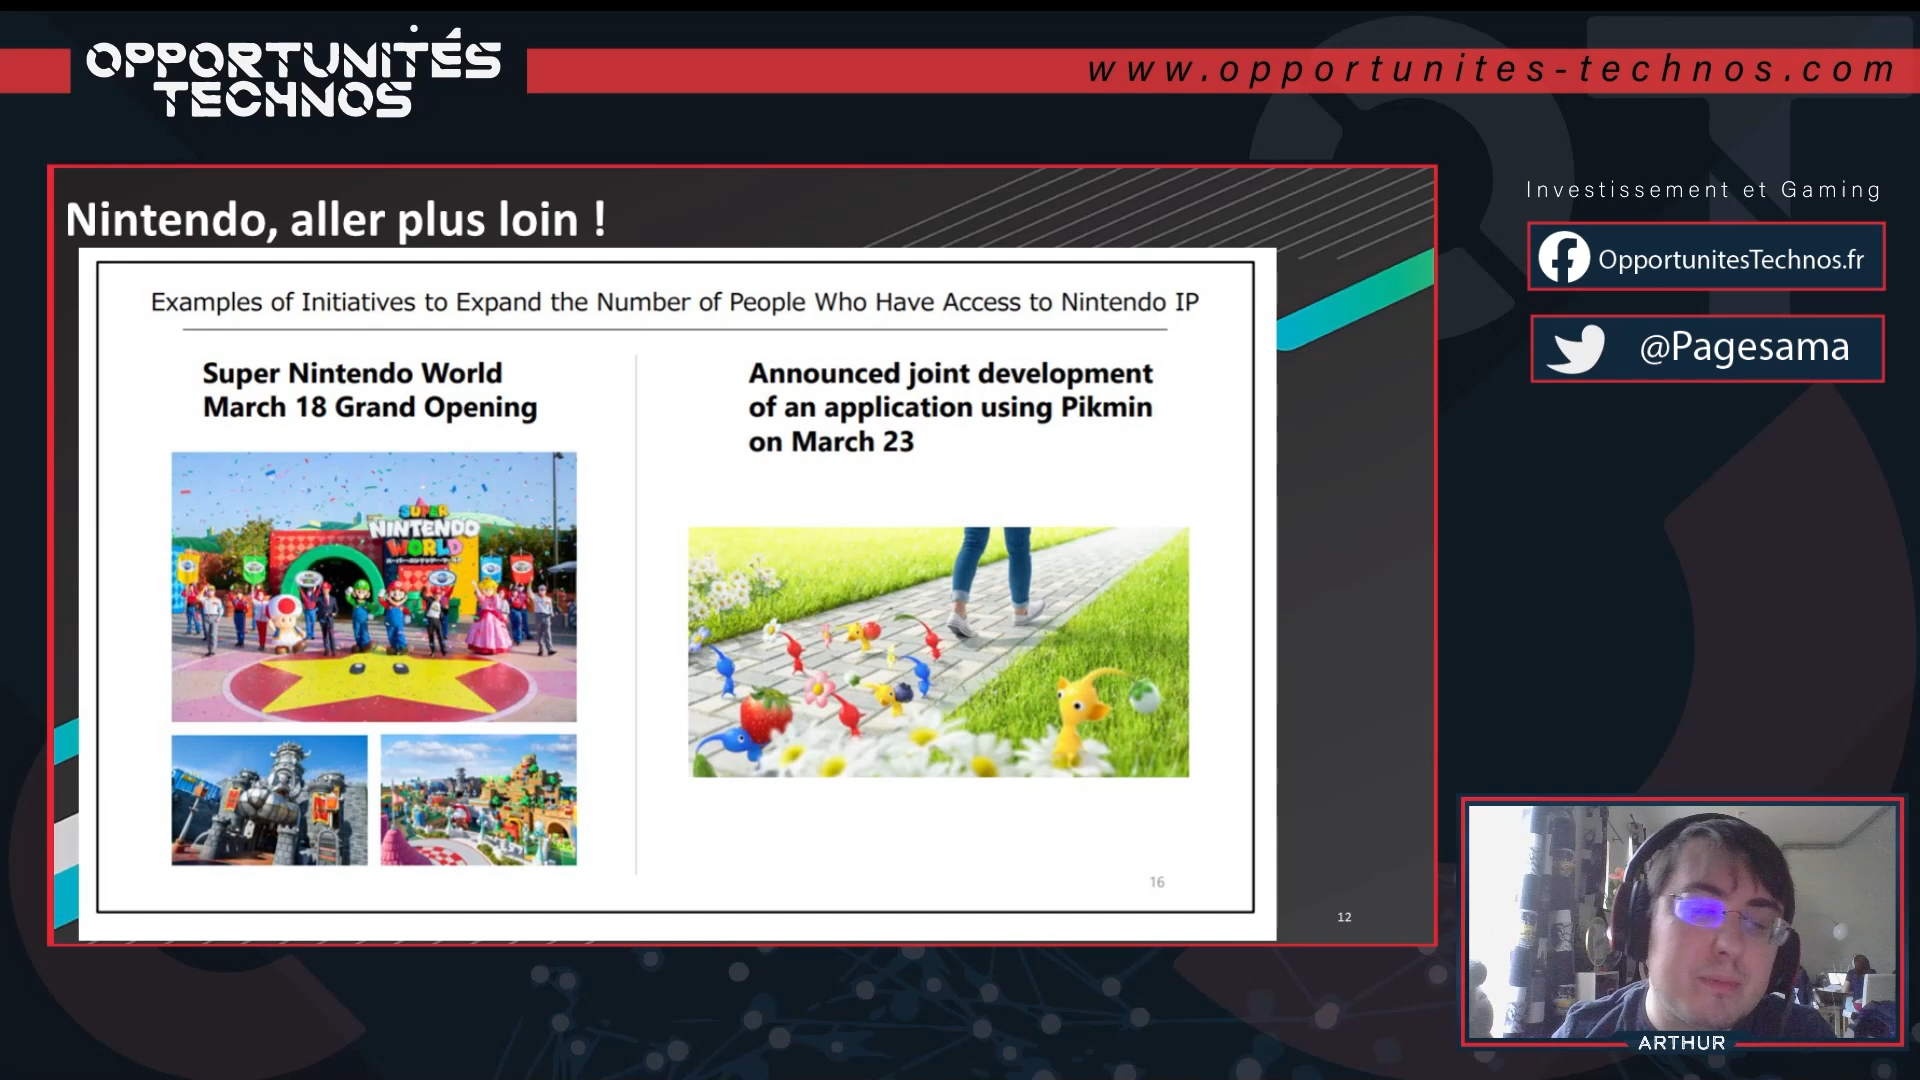 OPPORTUNITÉS
TECHNOS
www.opportunites-technos.com
Investissement et Gaming
OpportunitesTechnos.fr
@Pagesama
Nintendo, aller plus loin !
Examples of Initiatives to Expand the Number of People Who Have Access to Nintendo IP
Super Nintendo World
March 18 Grand Opening
Announced joint development
of an application using Pikmin
on March 23
SUPER
NINTENDO
WORLD
16
12
ARTHUR